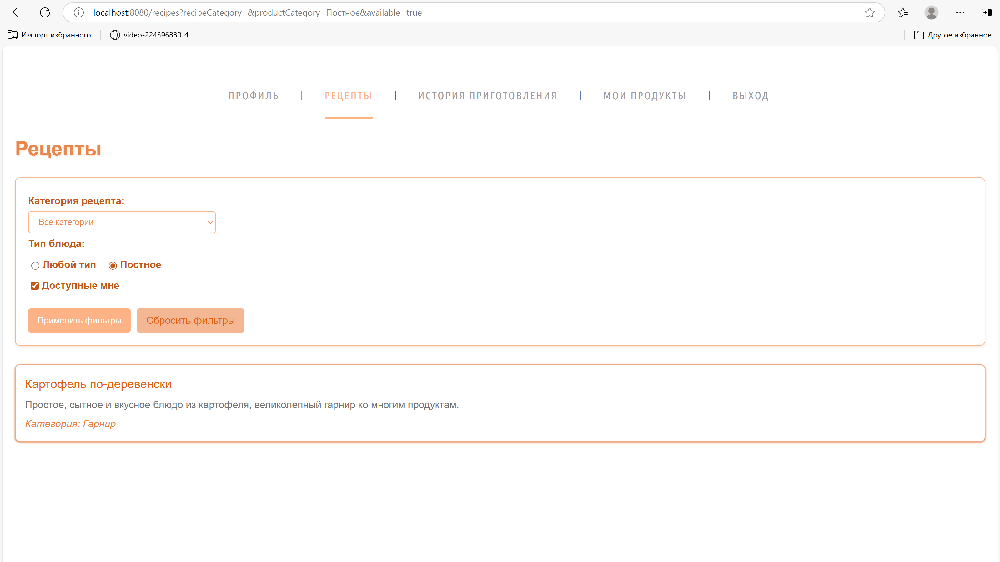 localhost:8080/recipes?recipeCategory=&productCategory=Постное&available=true
Импорт избранного
video-224396830_4...
Другое избранное
ПРОФИЛЬ | РЕЦЕПТЫ | ИСТОРИЯ ПРИГОТОВЛЕНИЯ | МОИ ПРОДУКТЫ | ВЫХОД
Рецепты
Категория рецепта:
Все категории
Тип блюда:
Любой тип Постное
Доступные мне
Применить фильтры Сбросить фильтры
Картофель по-деревенски
Простое, сытное и вкусное блюдо из картофеля, великолепный гарнир ко многим продуктам.
Категория: Гарнир